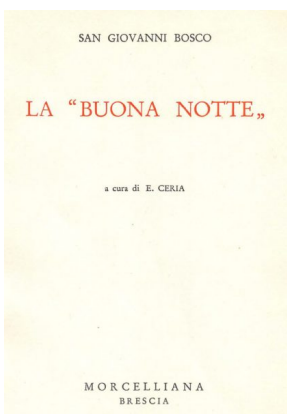 SAN GIOVANNI BOSCO
LA “BUONA NOTTE„
a cura di E. CERIA
MORCELLIANA
BRESCIA